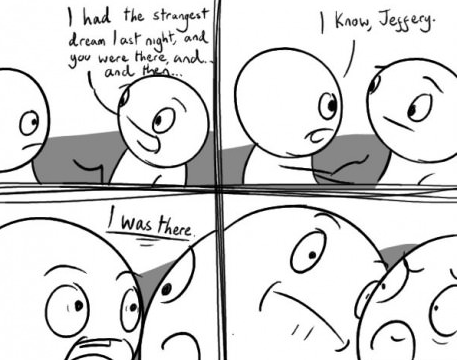 I had the strangest
dream last night, and
you were there, and..
and then...
I know, Jeffery.
I was there.